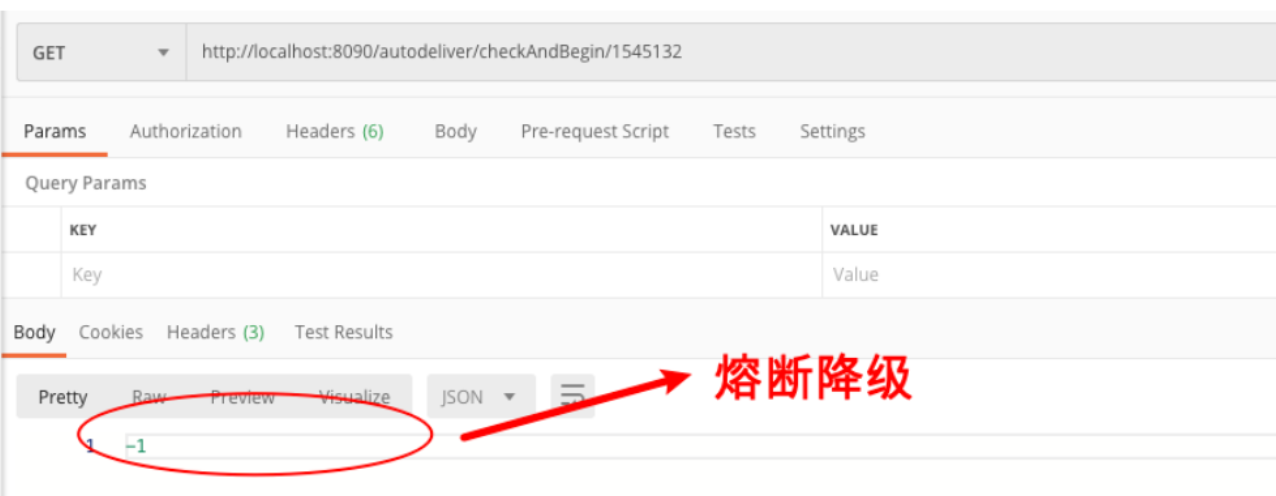 GET http://localhost:8090/autodeliver/checkAndBegin/1545132
Params Authorization Headers (6) Body Pre-request Script Tests Settings
Query Params
KEY VALUE
Key Value
Body Cookies Headers (3) Test Results
Pretty Raw Preview Visualize JSON
熔断降级
1 -1